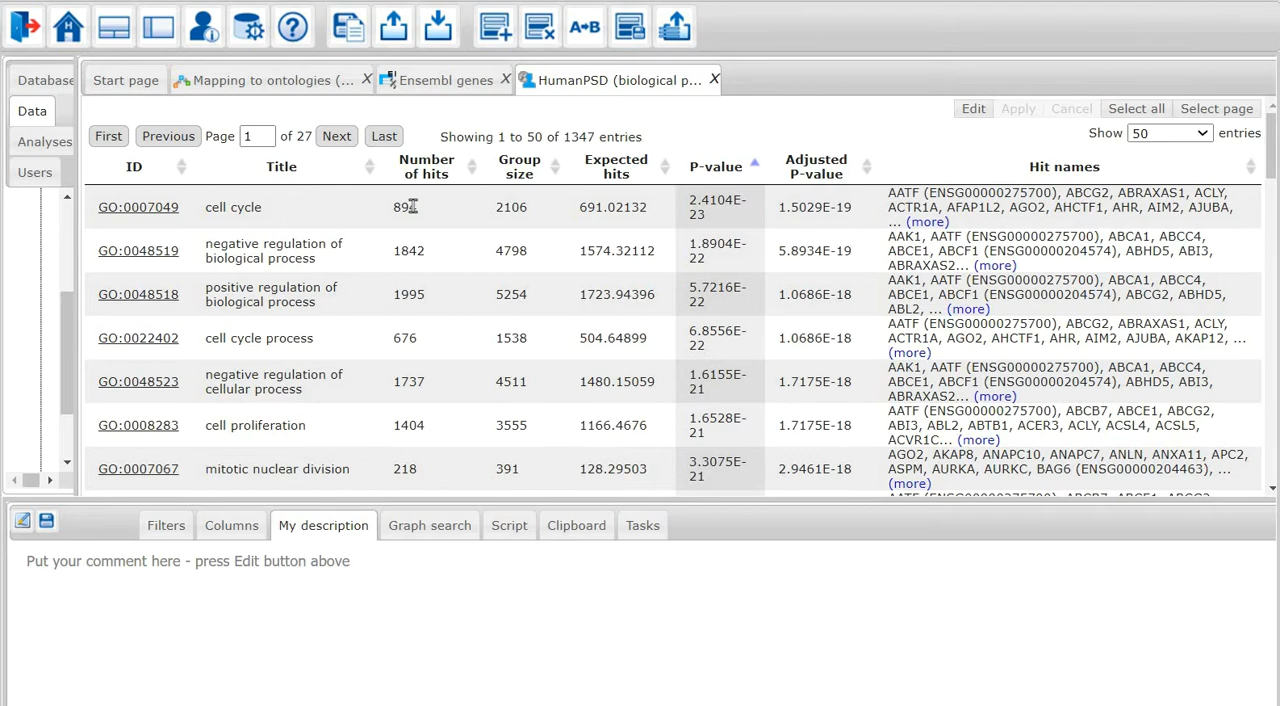 A➔B
Database
Data
Analyses
Users
Start page
Mapping to ontologies (... X
Ensembl genes X
HumanPSD (biological p... X
Edit Apply Cancel Select all Select page
First Previous Page 1 of 27 Next Last Showing 1 to 50 of 1347 entries Show 50 entries
ID Title Number of hits Group size Expected hits P-value Adjusted P-value Hit names
GO:0007049 cell cycle 2106 691.02132 2.4104E-23 1.5029E-19
AATF (ENSG00000275700), ABCG2, ABRAXAS1, ACLY,
ACTR1A, AFAP1L2, AGO2, AHCTF1, AHR, AIM2, AJUBA,
... (more)
GO:0048519 negative regulation of biological process 1842 4798 1574.32112 1.8904E-22 5.8934E-19
AAK1, AATF (ENSG00000275700), ABCA1, ABCC4,
ABCE1, ABCF1 (ENSG00000204574), ABHD5, ABI3,
ABRAXAS2... (more)
GO:0048518 positive regulation of biological process 1995 5254 1723.94396 5.7216E-22 1.0686E-18
AAK1, AATF (ENSG00000275700), ABCA1, ABCC4,
ABCE1, ABCF1 (ENSG00000204574), ABCG2, ABHD5,
ABL2, ... (more)
GO:0022402 cell cycle process 676 1538 504.64899 6.8556E-22 1.0686E-18
AATF (ENSG00000275700), ABCG2, ABRAXAS1, ACLY,
ACTR1A, AGO2, AHCTF1, AHR, AIM2, AJUBA, AKAP12, ...
(more)
GO:0048523 negative regulation of cellular process 1737 4511 1480.15059 1.6155E-21 1.7175E-18
AAK1, AATF (ENSG00000275700), ABCA1, ABCC4,
ABCE1, ABCF1 (ENSG00000204574), ABHD5, ABI3,
ABRAXAS2... (more)
GO:0008283 cell proliferation 1404 3555 1166.4676 1.6528E-21 1.7175E-18
AATF (ENSG00000275700), ABCB7, ABCE1, ABCG2,
ABI3, ABL2, ABTB1, ACER3, ACLY, ACSL4, ACSL5,
ACVR1C... (more)
GO:0007067 mitotic nuclear division 218 391 128.29503 3.3075E-21 2.9461E-18
AGO2, AKAP8, ANAPC10, ANAPC7, ANLN, ANXA11, APC2,
ASPM, AURKA, AURKC, BAG6 (ENSG00000204463), ...
(more)
Filters Columns My description Graph search Script Clipboard Tasks
Put your comment here - press Edit button above